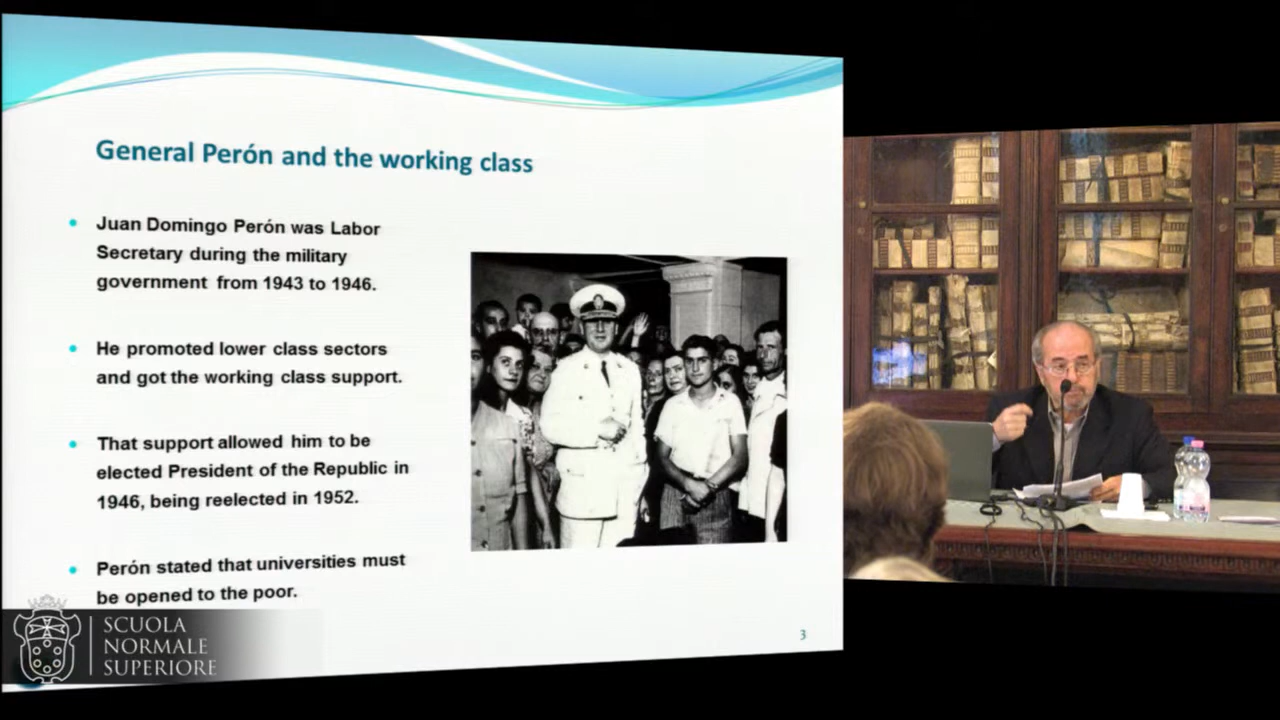 General Perón and the working class
Juan Domingo Perón was Labor
Secretary during the military
government from 1943 to 1946.
He promoted lower class sectors
and got the working class support.
That support allowed him to be
elected President of the Republic in
1946, being reelected in 1952.
Perón stated that universities must
be opened to the poor.
3
SCUOLA
NORMALE
SUPERIORE